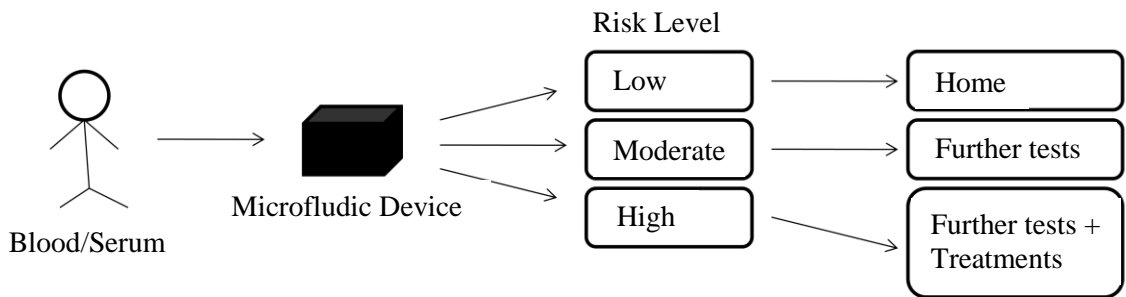 Risk Level
Low
Home
Moderate
Further tests
Microfludic Device
High
Blood/Serum
Further tests +
Treatments